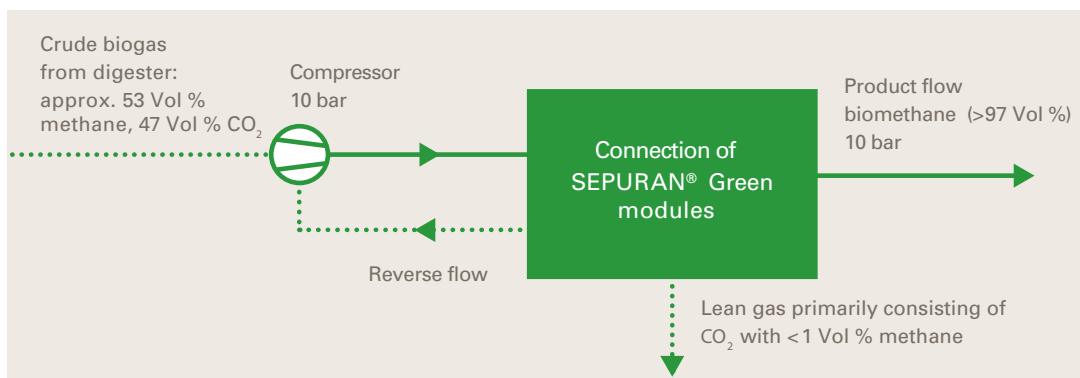 Crude biogas
from digester:
approx. 53 Vol %
methane, 47 Vol % CO₂
Compressor
10 bar
Connection of
SEPURAN® Green
modules
Product flow
biomethane (>97 Vol %)
10 bar
Reverse flow
Lean gas primarily consisting of
CO₂ with <1 Vol % methane